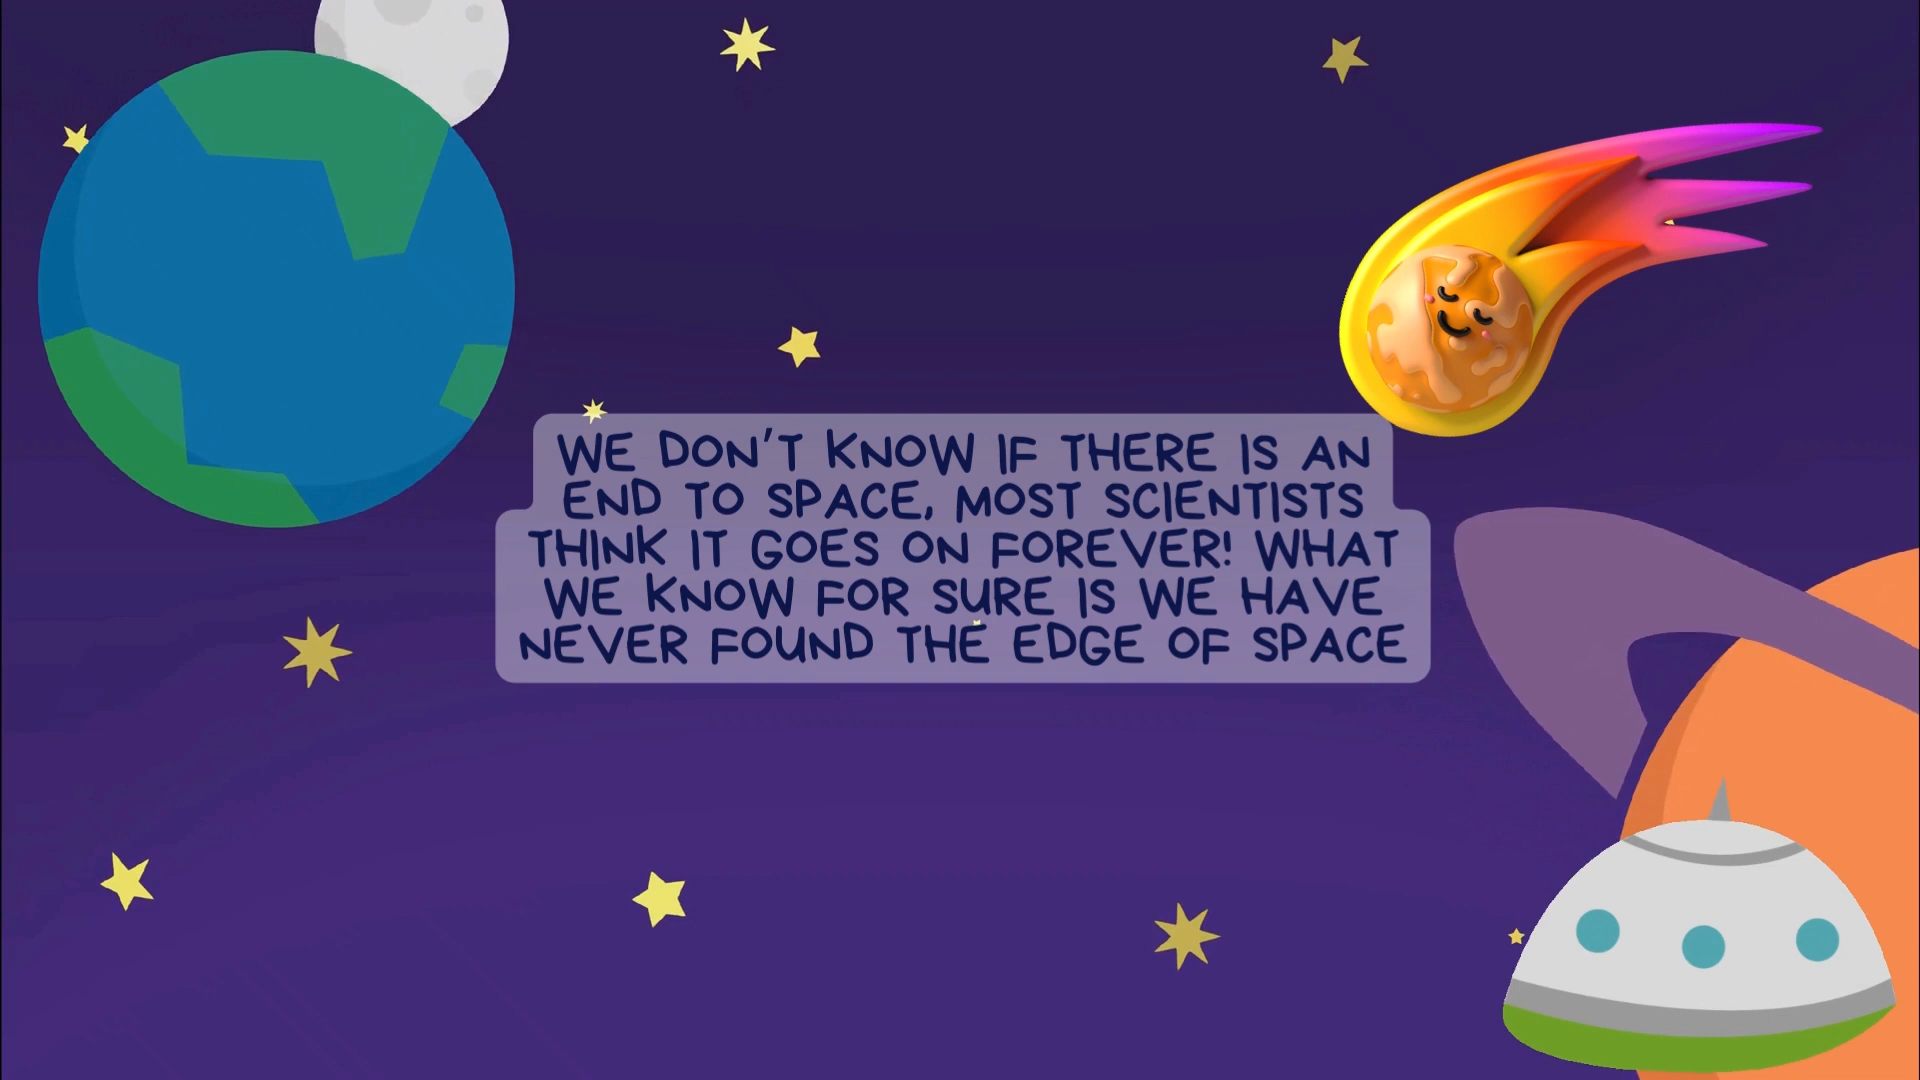 WE DON'T KNOW IF THERE IS AN
END TO SPACE, MOST SCIENTISTS
THINK IT GOES ON FOREVER! WHAT
WE KNOW FOR SURE IS WE HAVE
NEVER FOUND THE EDGE OF SPACE